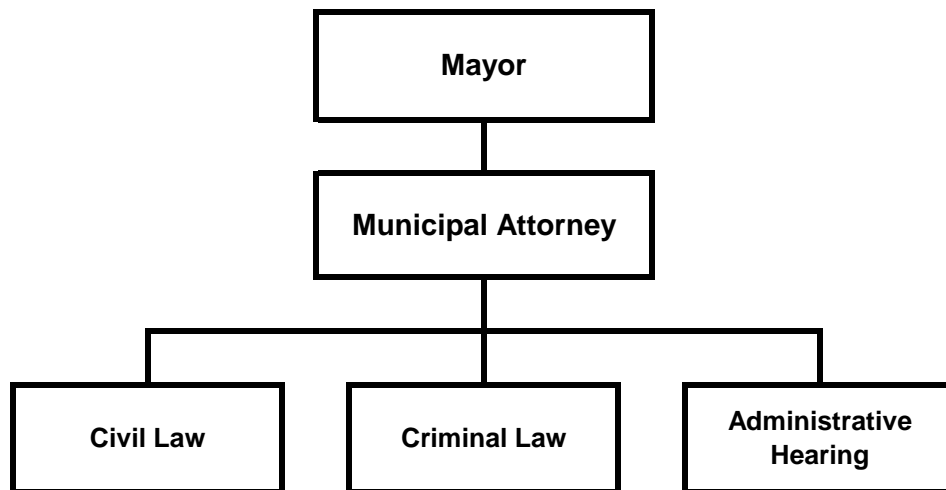 Mayor
Municipal Attorney
Civil Law
Criminal Law
Administrative
Hearing